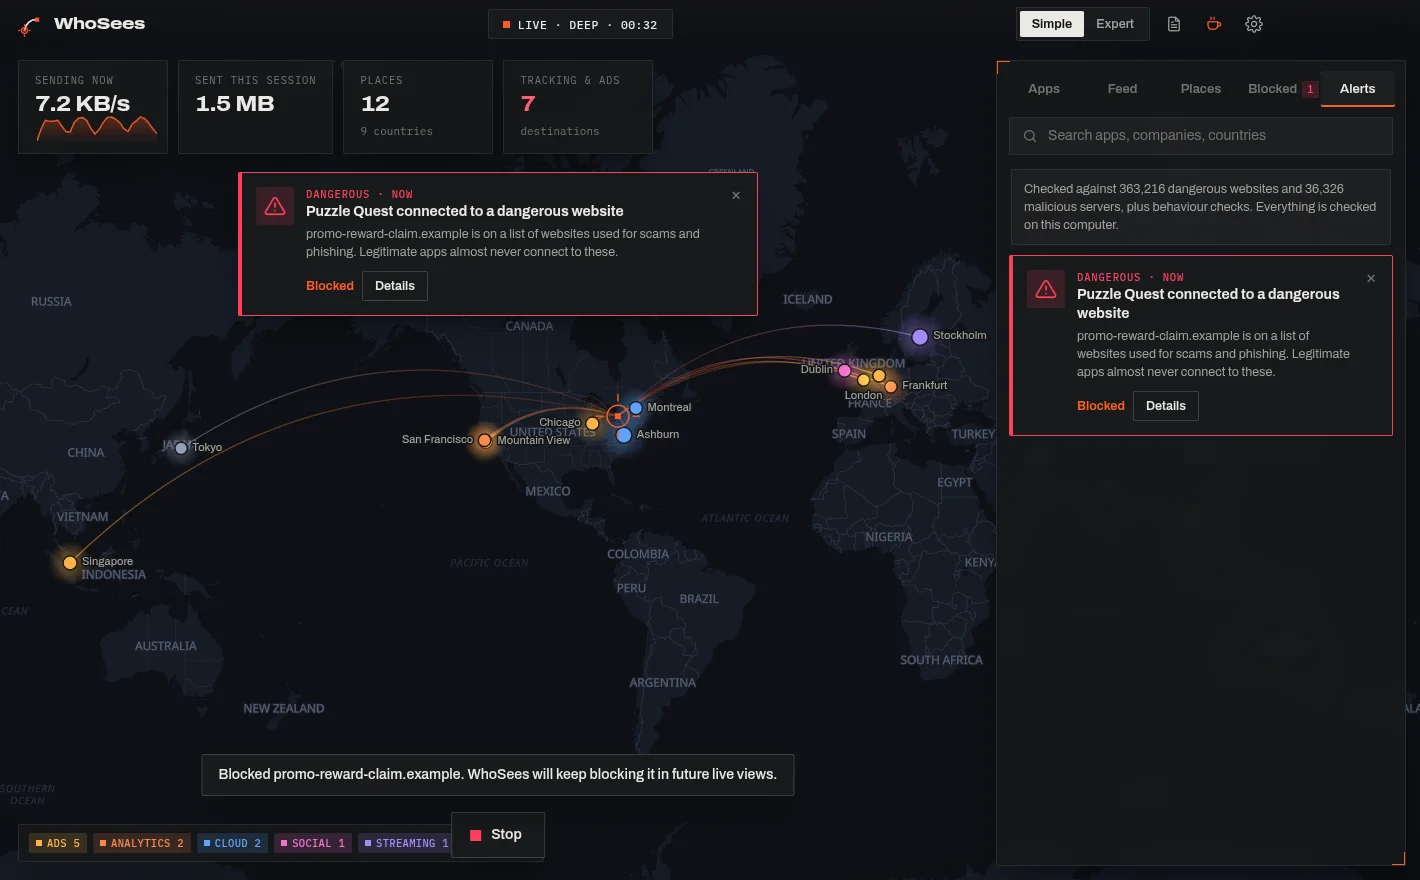 WhoSees
LIVE · DEEP · 00:32
Simple
Expert
SENDING NOW
7.2 KB/s
SENT THIS SESSION
1.5 MB
PLACES
12
9 countries
TRACKING & ADS
7
destinations
Apps
Feed
Places
Blocked 1
Alerts
Search apps, companies, countries
Checked against 363,216 dangerous websites and 36,326
malicious servers, plus behaviour checks. Everything is checked
on this computer.
DANGEROUS · NOW
Puzzle Quest connected to a dangerous
website
promo-reward-claim.example is on a list of
websites used for scams and phishing. Legitimate
apps almost never connect to these.
Blocked
Details
GREENLAND
DANGEROUS · NOW
Puzzle Quest connected to a dangerous website
promo-reward-claim.example is on a list of websites used for scams and
phishing. Legitimate apps almost never connect to these.
Blocked
Details
RUSSIA
ICELAND
CANADA
Stockholm
UNITED KINGDOM
Dublin
Frankfurt
London
FRANCE
Montreal
Chicago
UNITED STATES
Ashburn
San Francisco
Mountain View
SPAIN
TURKEY
JAPAN
Tokyo
CHINA
EGYPT
MEXICO
VIETNAM
ATLANTIC OCEAN
NIGERIA
COLOMBIA
PACIFIC OCEAN
KENYA
Singapore
INDONESIA
PERU
BRAZIL
CEAN
AUSTRALIA
SOUTH AFRICA
ARGENTINA
NEW ZEALAND
Blocked promo-reward-claim.example. WhoSees will keep blocking it in future live views.
SOUTHERN
OCEAN
ADS 5
ANALYTICS 2
CLOUD 2
SOCIAL 1
STREAMING 1
Stop